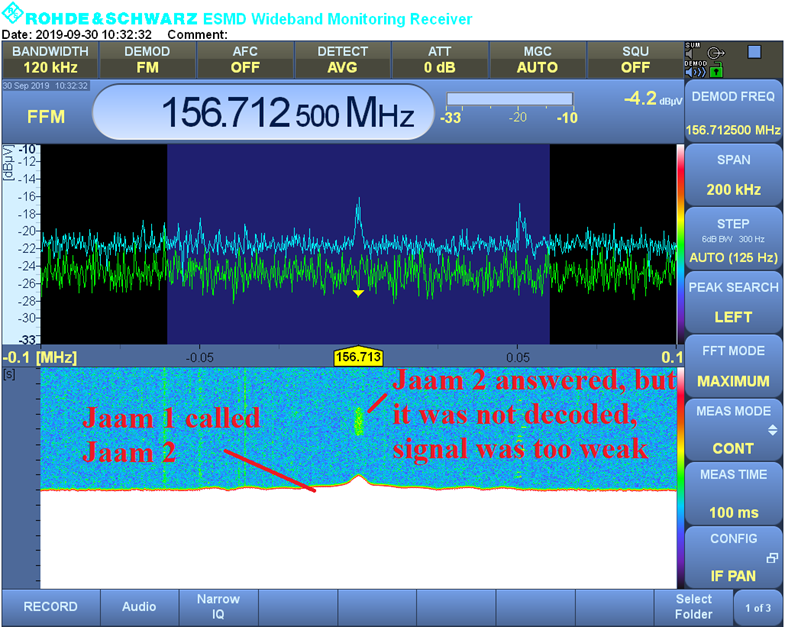 ROHDE & SCHWARZ ESMD Wideband Monitoring Receiver
Date: 2019-09-30 10:32:32 Comment:
BANDWIDTH DEMOD AFC DETECT ATT MGC SQU
120 kHz FM OFF AVG 0 dB AUTO OFF
SUM
DEMOD
30 Sep 2019 10:32:32
FFM
156.712 500 MHz
-33 -20 -10
-4.2 dBµV
DEMOD FREQ
156.712500 MHz
SPAN
200 kHz
STEP
6dB BW 300 Hz
AUTO (125 Hz)
PEAK SEARCH
LEFT
FFT MODE
MAXIMUM
MEAS MODE
CONT
MEAS TIME
100 ms
CONFIG
IF PAN
[dBµV]
-10
-12
-14
-16
-18
-20
-22
-24
-26
-28
-30
-33
-0.1 [MHz] -0.05 156.713 0.05 0.1
[s]
Jaam 1 called
Jaam 2
Jaam 2 answered, but
it was not decoded,
signal was too weak
RECORD Audio Narrow IQ Select Folder 1 of 3